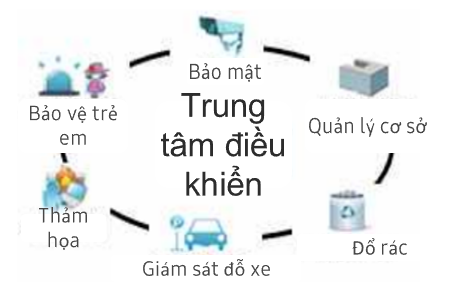 Bảo mật
Bảo vệ trẻ
em
Trung
tâm điều
khiển
Quản lý cơ sở
Thảm
họa
Đổ rác
Giám sát đỗ xe
P